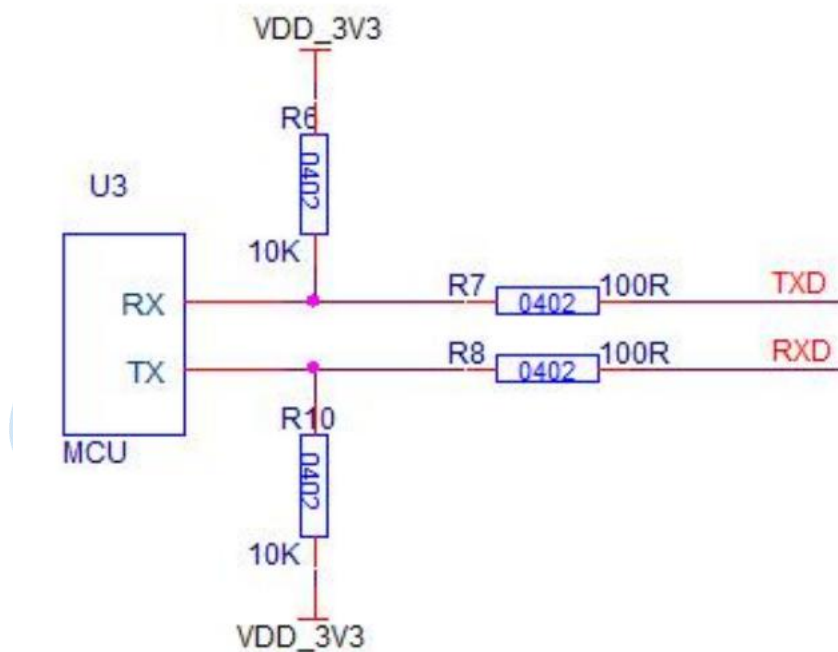 VDD_3V3
R6
0402
U3
10K
RX
R7
0402
100R
TXD
TX
R8
0402
100R
RXD
MCU
R10
0402
10K
VDD_3V3